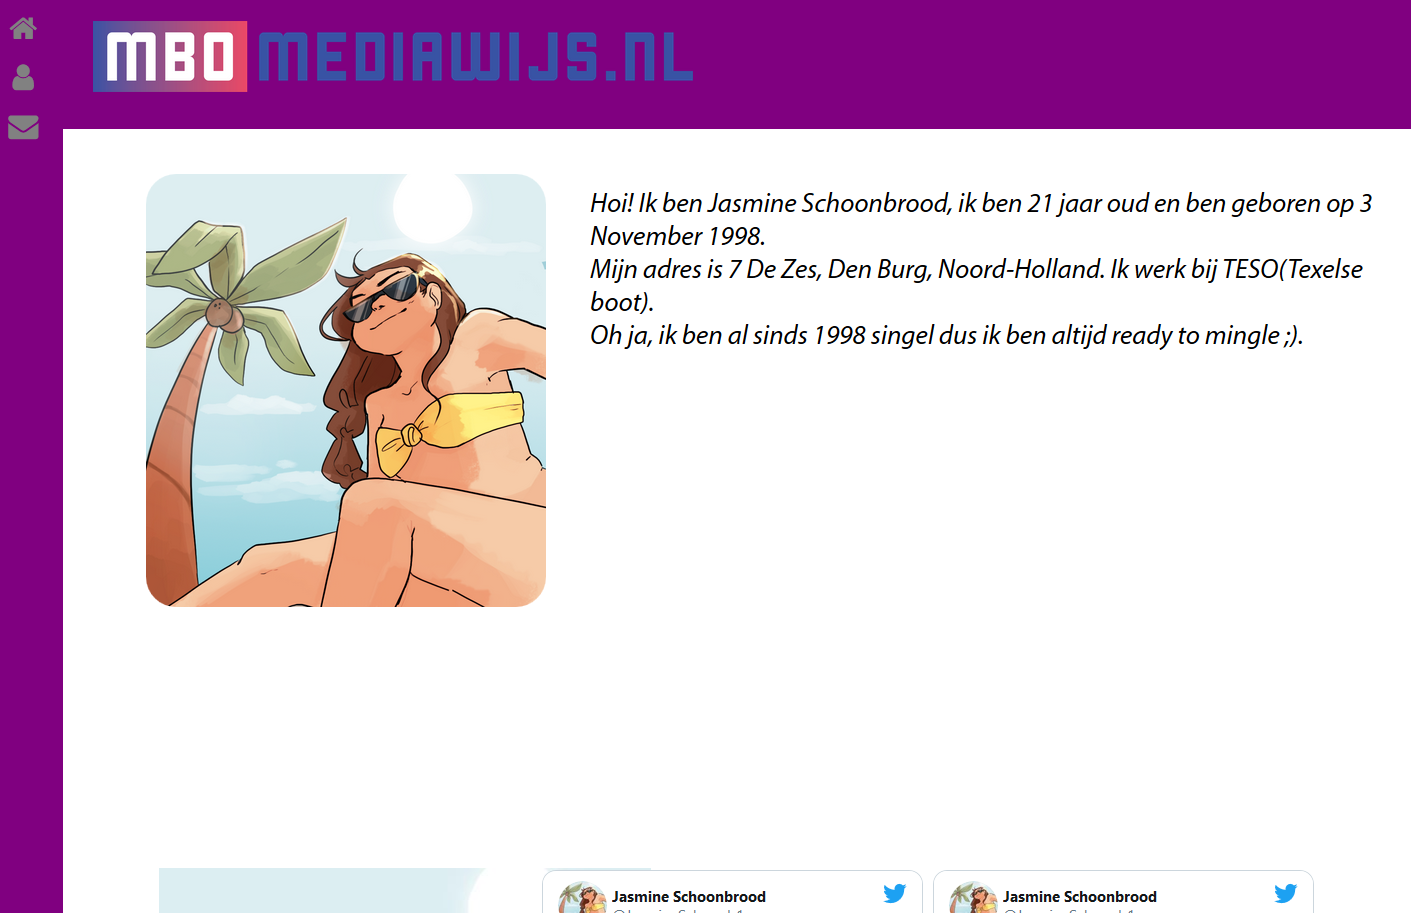 MBO MEDIAWIJS.NL
Hoi! Ik ben Jasmine Schoonbrood, ik ben 21 jaar oud en ben geboren op 3
November 1998.
Mijn adres is 7 De Zes, Den Burg, Noord-Holland. Ik werk bij TESO(Texelse
boot).
Oh ja, ik ben al sinds 1998 singel dus ik ben altijd ready to mingle ;).
Jasmine Schoonbrood
Jasmine Schoonbrood